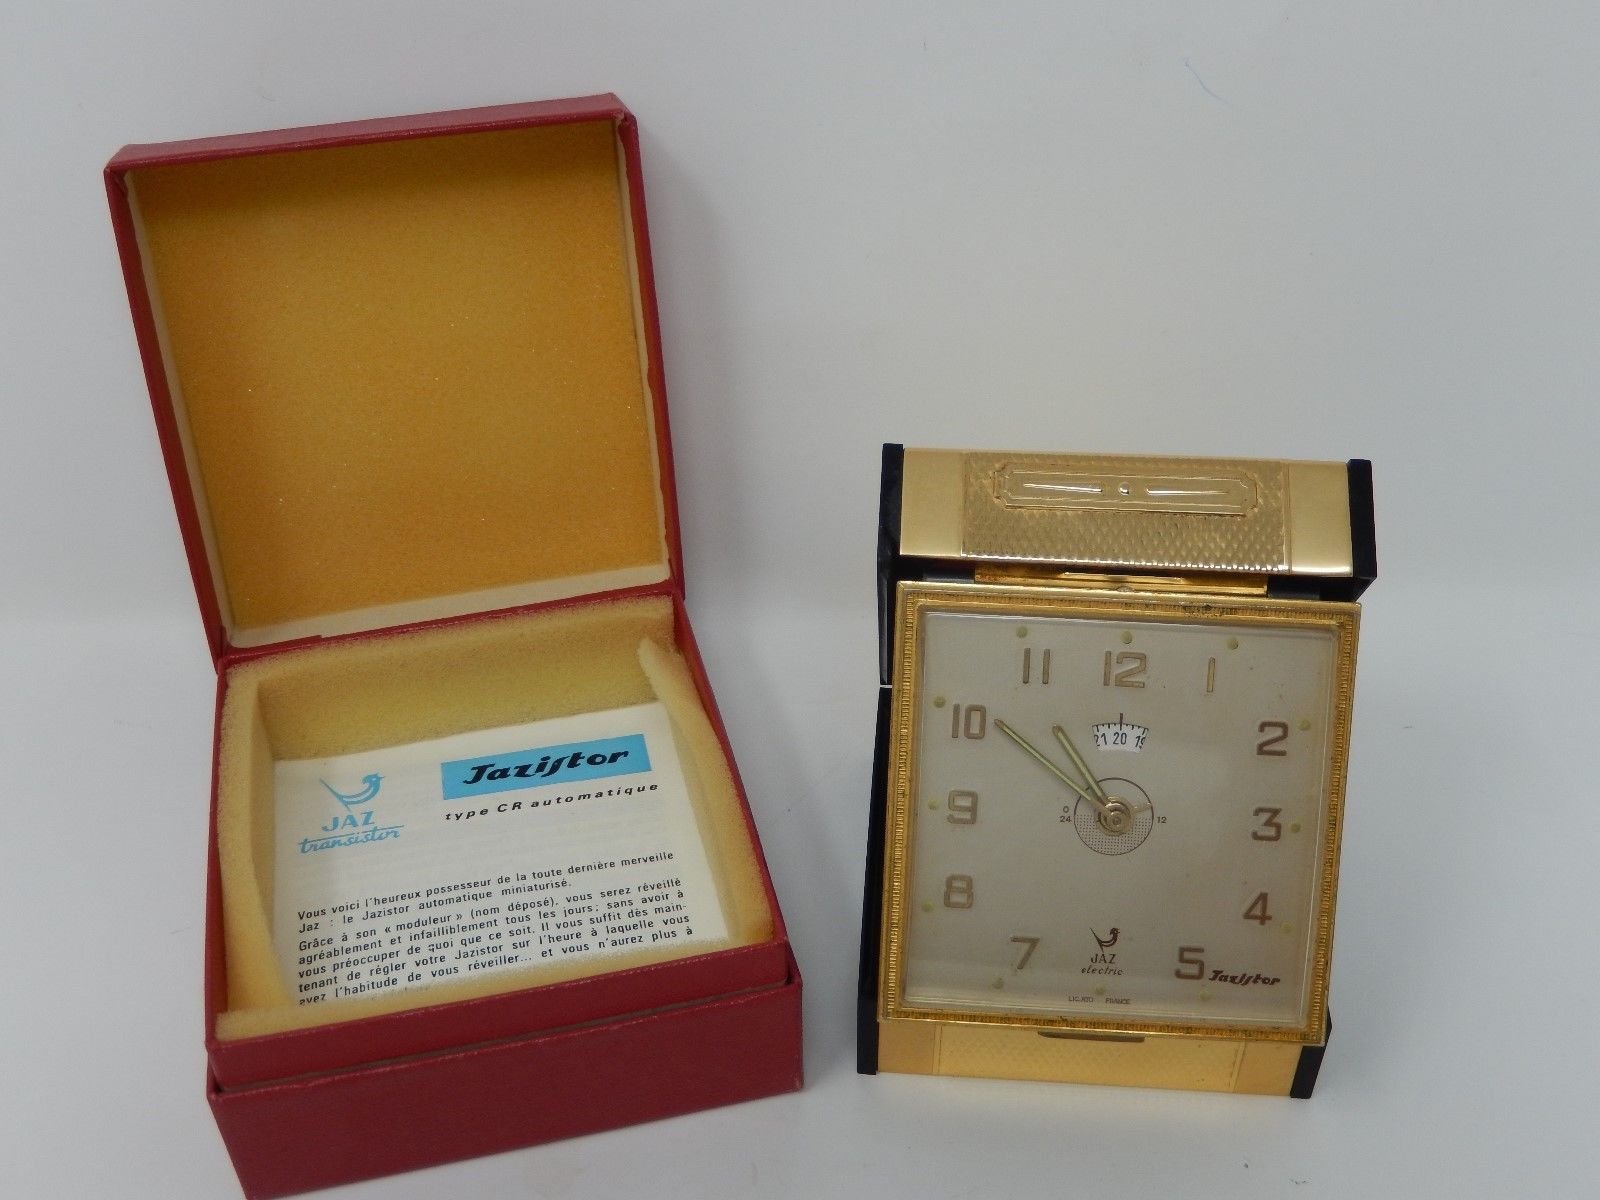 JAZ
transistor
Jazistor
type CR automatique
Vous voici l'heureux possesseur de la toute dernière merveille
Jaz : le Jazistor automatique miniaturisé.
Grâce à son « moduleur » (nom déposé), vous serez réveillé
agréablement et infailliblement tous les jours; sans avoir à
vous préoccuper de quoi que ce soit. Il vous suffit dès main-
tenant de régler votre Jazistor sur l'heure à laquelle vous
avez l'habitude de vous réveiller... et vous n'aurez plus à
11 12 1
10 2
21 20 19
9 3
0
24 12
8 4
7 5
JAZ
electric
Jazistor
FRANCE